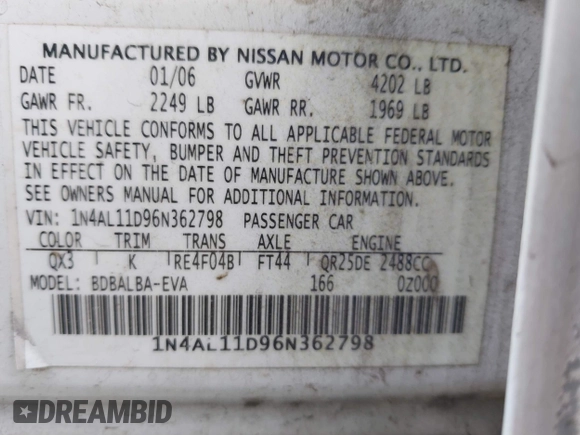 MANUFACTURED BY NISSAN MOTOR CO., LTD.
DATE 01/06 GVWR 4202 LB
GAWR FR. 2249 LB GAWR RR. 1969 LB
THIS VEHICLE CONFORMS TO ALL APPLICABLE FEDERAL MOTOR
VEHICLE SAFETY, BUMPER AND THEFT PREVENTION STANDARDS
IN EFFECT ON THE DATE OF MANUFACTURE SHOWN ABOVE.
SEE OWNERS MANUAL FOR ADDITIONAL INFORMATION.
VIN: 1N4AL11D96N362798 PASSENGER CAR
COLOR TRIM TRANS AXLE ENGINE
QX3 K RE4F04B FT44 QR25DE 2488CC
MODEL: BDBALBA-EVA 166 0Z000
1N4AL11D96N362798
DREAMBID